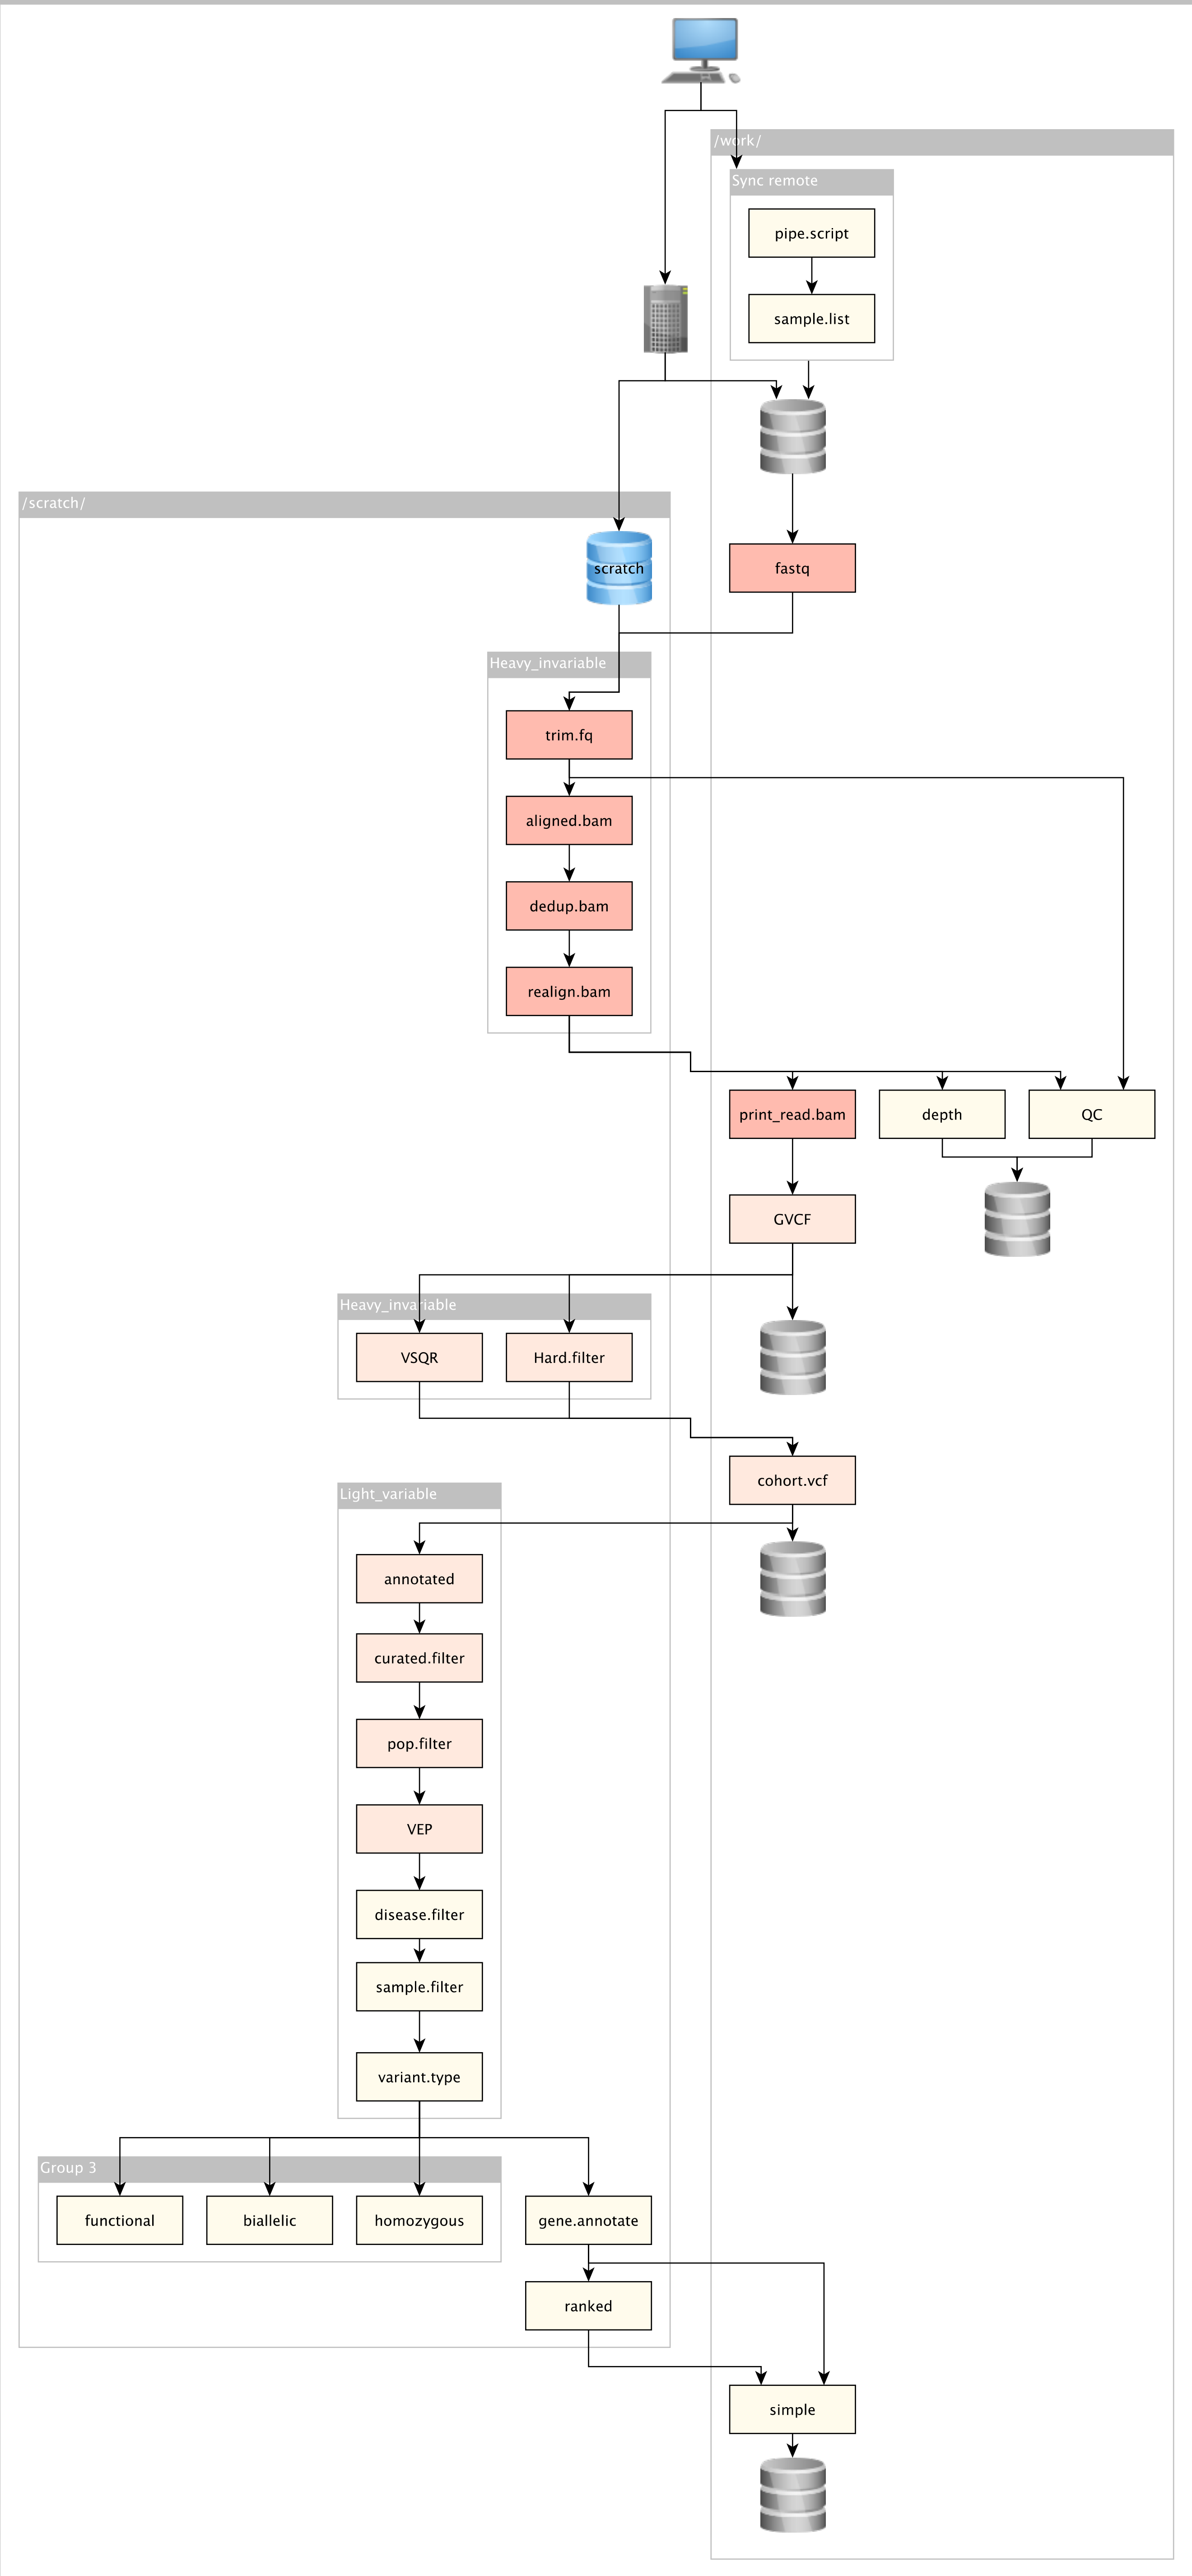 /work/
Sync remote
pipe.script
sample.list
/scratch/
scratch
fastq
Heavy_invariable
trim.fq
aligned.bam
dedup.bam
realign.bam
print_read.bam
depth
QC
GVCF
Heavy_invariable
VSQR
Hard.filter
cohort.vcf
Light_variable
annotated
curated.filter
pop.filter
VEP
disease.filter
sample.filter
variant.type
Group 3
functional
biallelic
homozygous
gene.annotate
ranked
simple